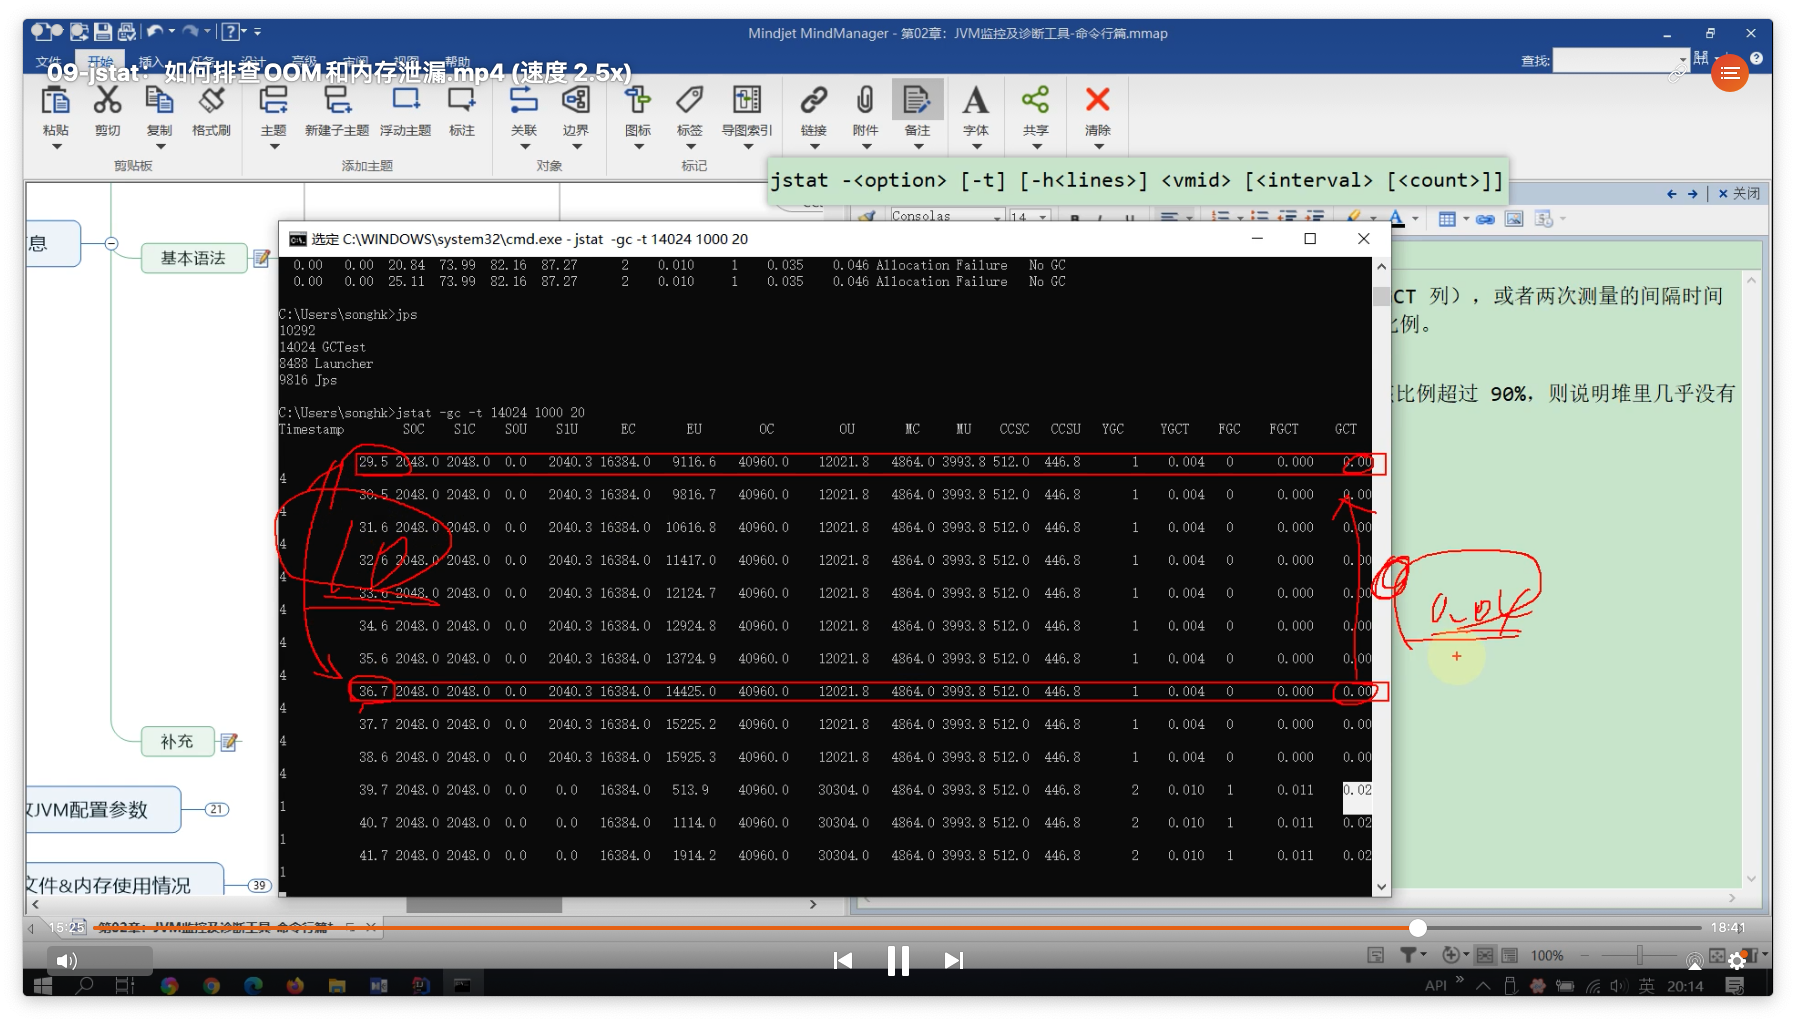 Mindjet MindManager - 第02章：JVM监控及诊断工具-命令行篇.mmap
文件 开始 插入 任务 设计 高级 审阅 视图 帮助
查找:
09-jstat：如何排查OOM和内存泄漏.mp4 (速度 2.5x)
粘贴 剪切 复制 格式刷 主题 新建子主题 浮动主题 标注 关联 边界 图标 标签 导图索引 链接 附件 备注 字体 共享 清除
剪贴板 添加主题 对象 标记
jstat -<option> [-t] [-h<lines>] <vmid> [<interval> [<count>]]
关闭
Consolas 14
息
基本语法
补充
JVM配置参数 21
文件&内存使用情况 39
选定 C:\WINDOWS\system32\cmd.exe - jstat -gc -t 14024 1000 20
0.00 0.00 20.84 73.99 82.16 87.27 2 0.010 1 0.035 0.046 Allocation Failure No GC
0.00 0.00 25.11 73.99 82.16 87.27 2 0.010 1 0.035 0.046 Allocation Failure No GC
C:\Users\songhk>jps
10292
14024 GCTest
8488 Launcher
9816 Jps
C:\Users\songhk>jstat -gc -t 14024 1000 20
Timestamp S0C S1C S0U S1U EC EU OC OU MC MU CCSC CCSU YGC YGCT FGC FGCT GCT
29.5 2048.0 2048.0 0.0 2040.3 16384.0 9116.6 40960.0 12021.8 4864.0 3993.8 512.0 446.8 1 0.004 0 0.000 0.00
4
30.5 2048.0 2048.0 0.0 2040.3 16384.0 9816.7 40960.0 12021.8 4864.0 3993.8 512.0 446.8 1 0.004 0 0.000 0.00
4
31.6 2048.0 2048.0 0.0 2040.3 16384.0 10616.8 40960.0 12021.8 4864.0 3993.8 512.0 446.8 1 0.004 0 0.000 0.00
4
32.6 2048.0 2048.0 0.0 2040.3 16384.0 11417.0 40960.0 12021.8 4864.0 3993.8 512.0 446.8 1 0.004 0 0.000 0.00
4
33.6 2048.0 2048.0 0.0 2040.3 16384.0 12124.7 40960.0 12021.8 4864.0 3993.8 512.0 446.8 1 0.004 0 0.000 0.00
4
34.6 2048.0 2048.0 0.0 2040.3 16384.0 12924.8 40960.0 12021.8 4864.0 3993.8 512.0 446.8 1 0.004 0 0.000 0.00
4
35.6 2048.0 2048.0 0.0 2040.3 16384.0 13724.9 40960.0 12021.8 4864.0 3993.8 512.0 446.8 1 0.004 0 0.000 0.00
4
36.7 2048.0 2048.0 0.0 2040.3 16384.0 14425.0 40960.0 12021.8 4864.0 3993.8 512.0 446.8 1 0.004 0 0.000 0.00
4
37.7 2048.0 2048.0 0.0 2040.3 16384.0 15225.2 40960.0 12021.8 4864.0 3993.8 512.0 446.8 1 0.004 0 0.000 0.00
4
38.6 2048.0 2048.0 0.0 2040.3 16384.0 15925.3 40960.0 12021.8 4864.0 3993.8 512.0 446.8 1 0.004 0 0.000 0.00
4
39.7 2048.0 2048.0 0.0 0.0 16384.0 513.9 40960.0 30304.0 4864.0 3993.8 512.0 446.8 2 0.010 1 0.011 0.02
1
40.7 2048.0 2048.0 0.0 0.0 16384.0 1114.0 40960.0 30304.0 4864.0 3993.8 512.0 446.8 2 0.010 1 0.011 0.02
1
41.7 2048.0 2048.0 0.0 0.0 16384.0 1914.2 40960.0 30304.0 4864.0 3993.8 512.0 446.8 2 0.010 1 0.011 0.02
1
10
CT 列），或者两次测量的间隔时间
比例。
比例超过 90%，则说明堆里几乎没有
第02章：JVM监控及诊断工具-命令行篇*
15:25
18:41
100%
API
英 20:14